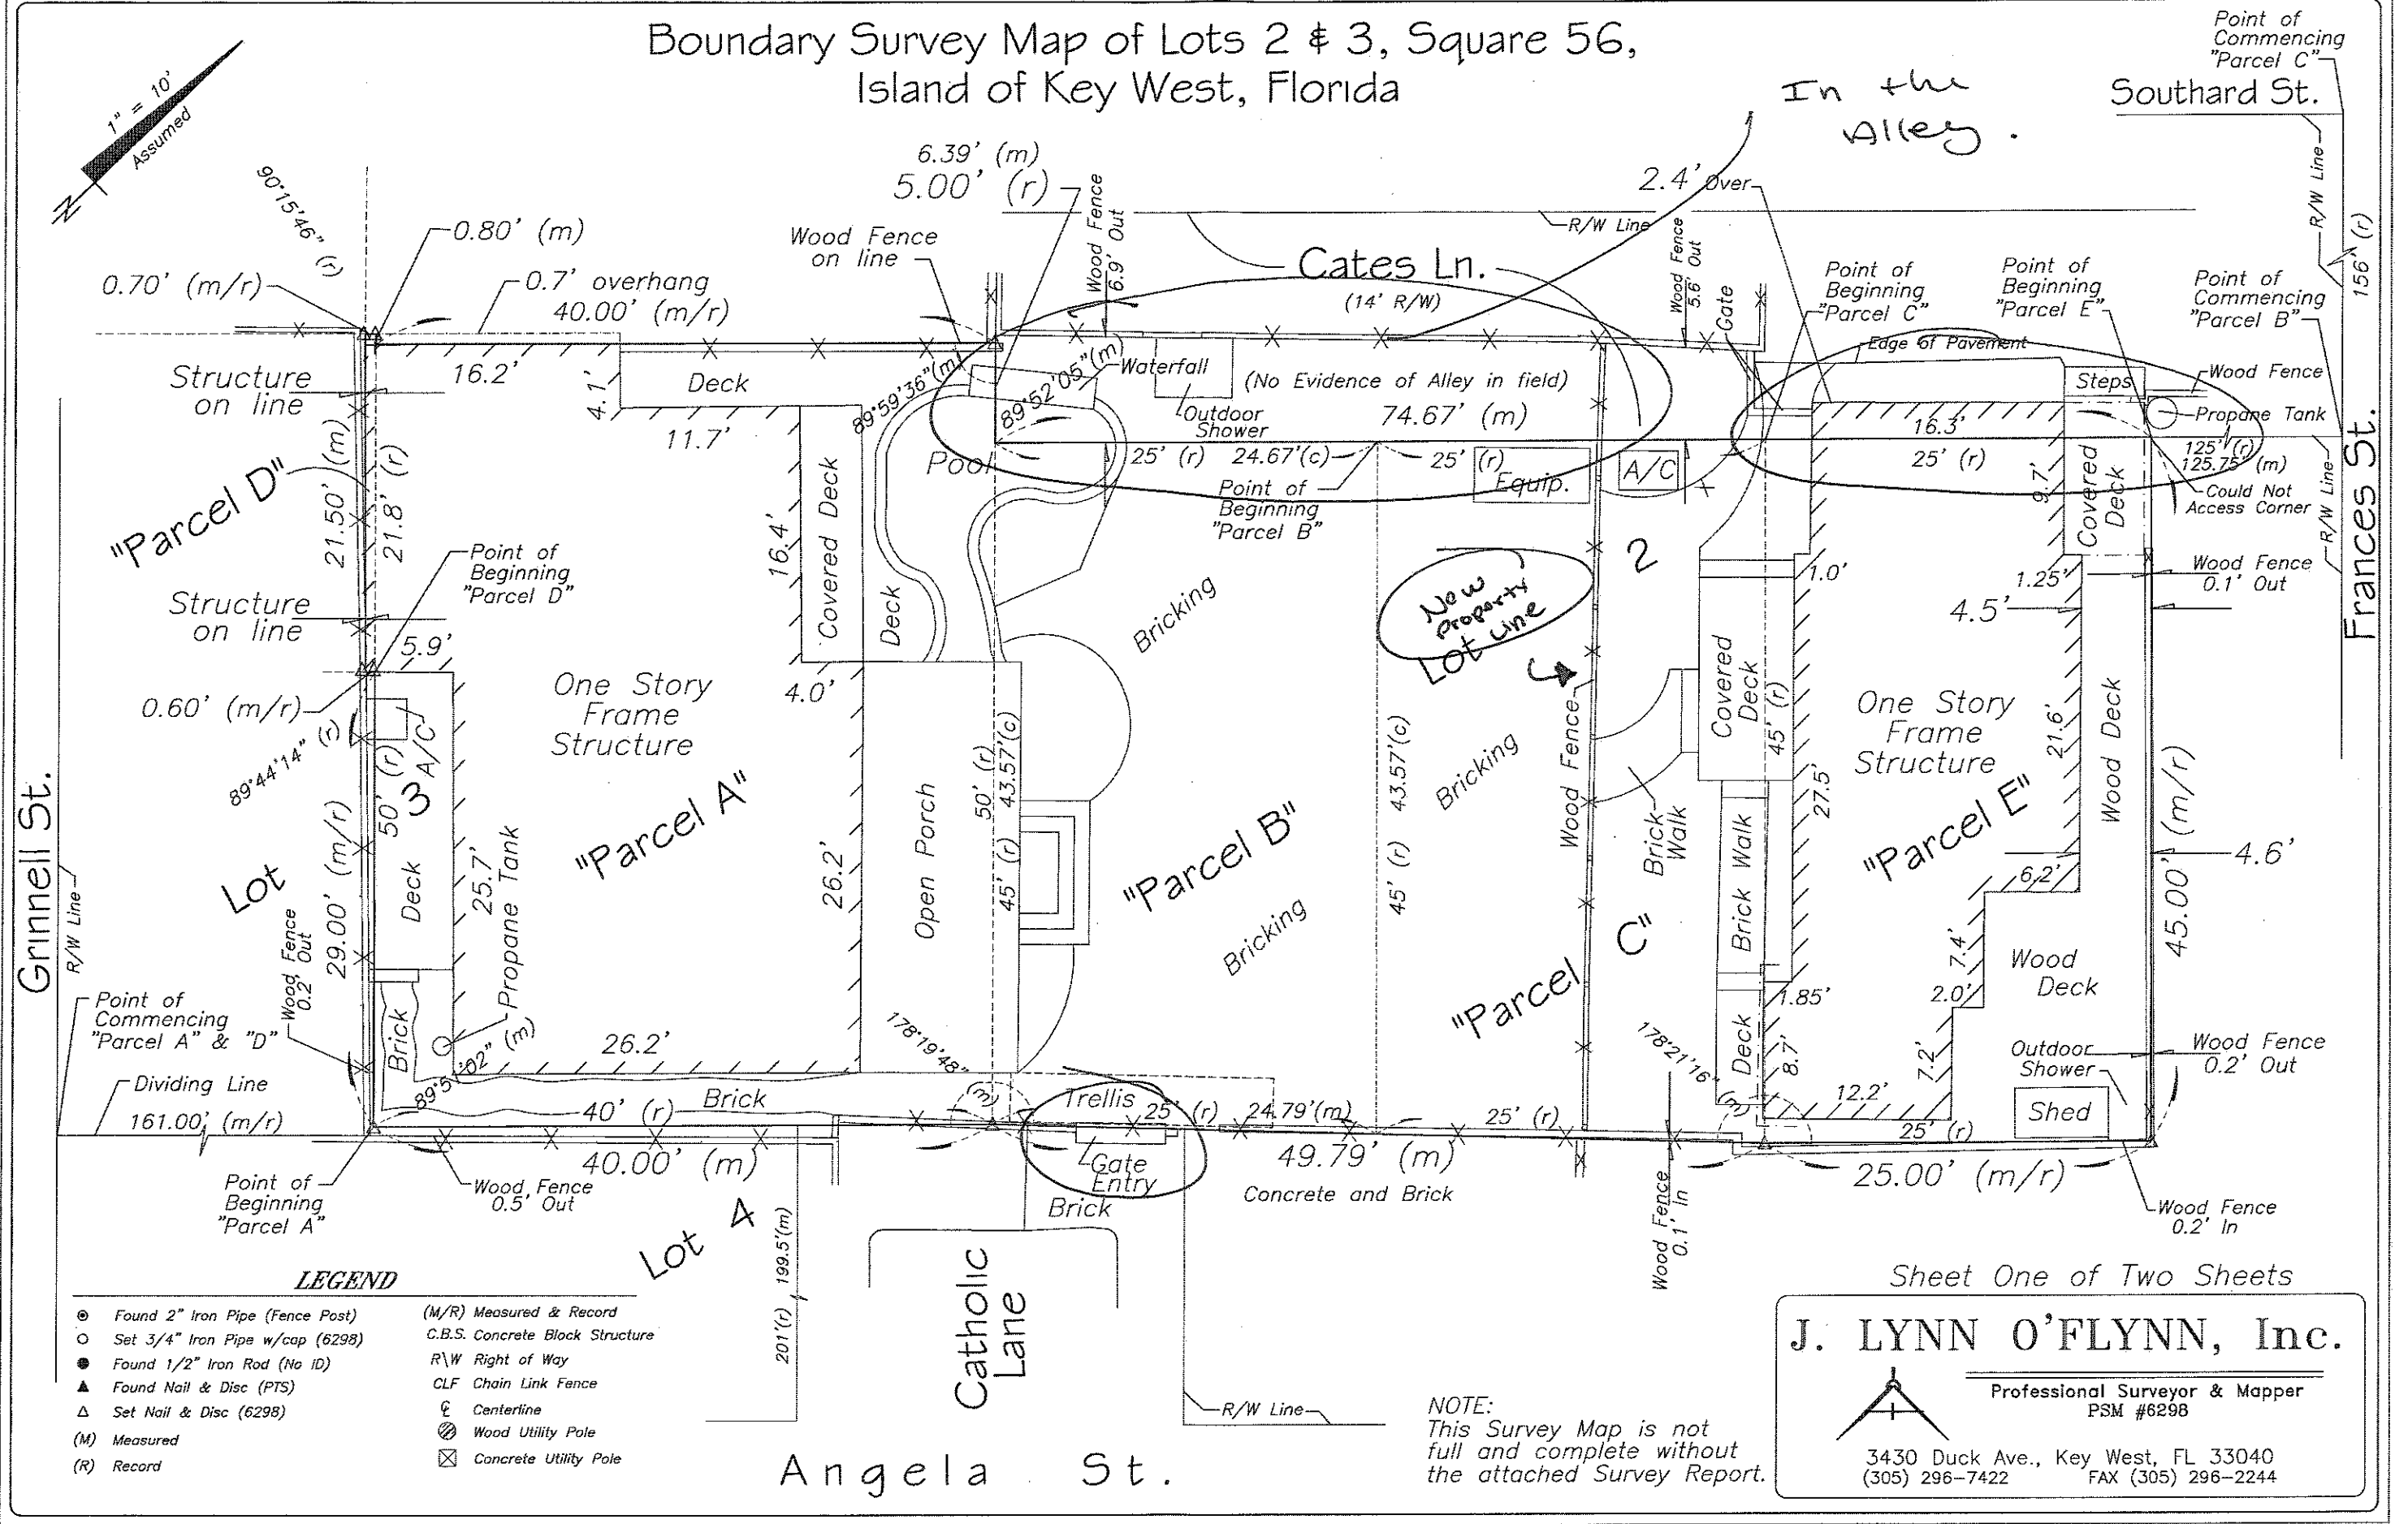 Boundary Survey Map of Lots 2 & 3, Square 56,
Island of Key West, Florida
Point of
Commencing
"Parcel C"
Southard St.
In the
Alley.
1" = 10'
Assumed
N
90°15'46" (r)
6.39' (m)
5.00' (r)
2.4' Over
R/W Line
R/W Line
156' (r)
0.80' (m)
0.70' (m/r)
0.7' overhang
40.00' (m/r)
Wood Fence
on line
Wood Fence
6.9' Out
Cates Ln.
(14' R/W)
Wood Fence
5.6' Out
Gate
Point of
Beginning
"Parcel C"
Point of
Beginning
"Parcel E"
Point of
Commencing
"Parcel B"
Edge of Pavement
Steps
Wood Fence
Propane Tank
Structure
on line
16.2'
4.1'
Deck
11.7'
89°59'36"(m)
89°52'05"(m)
Waterfall
Outdoor
Shower
(No Evidence of Alley in field)
74.67' (m)
Pool
25' (r)
24.67'(c)
25' (r)
Point of
Beginning
"Parcel B"
Equip.
A/C
16.3'
25' (r)
125' (r)
125.75' (m)
Could Not
Access Corner
R/W Line
Frances St.
"Parcel D"
21.50' (m)
21.8' (r)
Point of
Beginning
"Parcel D"
Covered Deck
16.4'
Deck
4.0'
Bricking
New
Property
Lot Line
Lot
2
9.7'
Covered
Deck
1.0'
1.25'
4.5'
Wood Fence
0.1' Out
Structure
on line
5.9'
0.60' (m/r)
89°44'14" (r)
50' (r)
A/C
3
Lot
One Story
Frame
Structure
"Parcel A"
Deck
25.7'
Propane Tank
26.2'
Open Porch
50' (r)
43.57'(c)
45' (r)
"Parcel B"
Bricking
43.57'(c)
45' (r)
Bricking
Wood Fence
Brick
Walk
Covered
Deck
45' (r)
27.5'
Brick Walk
One Story
Frame
Structure
"Parcel E"
21.6'
Wood Deck
45.00' (m/r)
4.6'
6.2'
7.4'
Wood
Deck
2.0'
7.2'
"Parcel C"
178°21'16" (m)
Deck
1.85'
8.7'
12.2'
Outdoor
Shower
Shed
Wood Fence
0.2' Out
25' (r)
25.00' (m/r)
Wood Fence
0.2' In
Grinnell St.
R/W Line
29.00' (m/r)
Wood Fence
0.2' Out
Point of
Commencing
"Parcel A" & "D"
Dividing Line
161.00' (m/r)
Brick
89°51'02" (m)
26.2'
40' (r)
Brick
178°19'48"
(m)
Trellis
25' (r)
24.79'(m)
25' (r)
40.00' (m)
49.79' (m)
Gate
Entry
Brick
Concrete and Brick
Wood Fence
0.1' In
Point of
Beginning
"Parcel A"
Wood Fence
0.5' Out
Lot 4
201'(r)
199.5'(m)
Catholic
Lane
R/W Line
Angela St.
LEGEND
Found 2" Iron Pipe (Fence Post)
Set 3/4" Iron Pipe w/cap (6298)
Found 1/2" Iron Rod (No ID)
Found Nail & Disc (PTS)
Set Nail & Disc (6298)
(M) Measured
(R) Record
(M/R) Measured & Record
C.B.S. Concrete Block Structure
R\W Right of Way
CLF Chain Link Fence
℄ Centerline
Wood Utility Pole
Concrete Utility Pole
NOTE:
This Survey Map is not
full and complete without
the attached Survey Report.
Sheet One of Two Sheets
J. LYNN O'FLYNN, Inc.
Professional Surveyor & Mapper
PSM #6298
3430 Duck Ave., Key West, FL 33040
(305) 296-7422 FAX (305) 296-2244